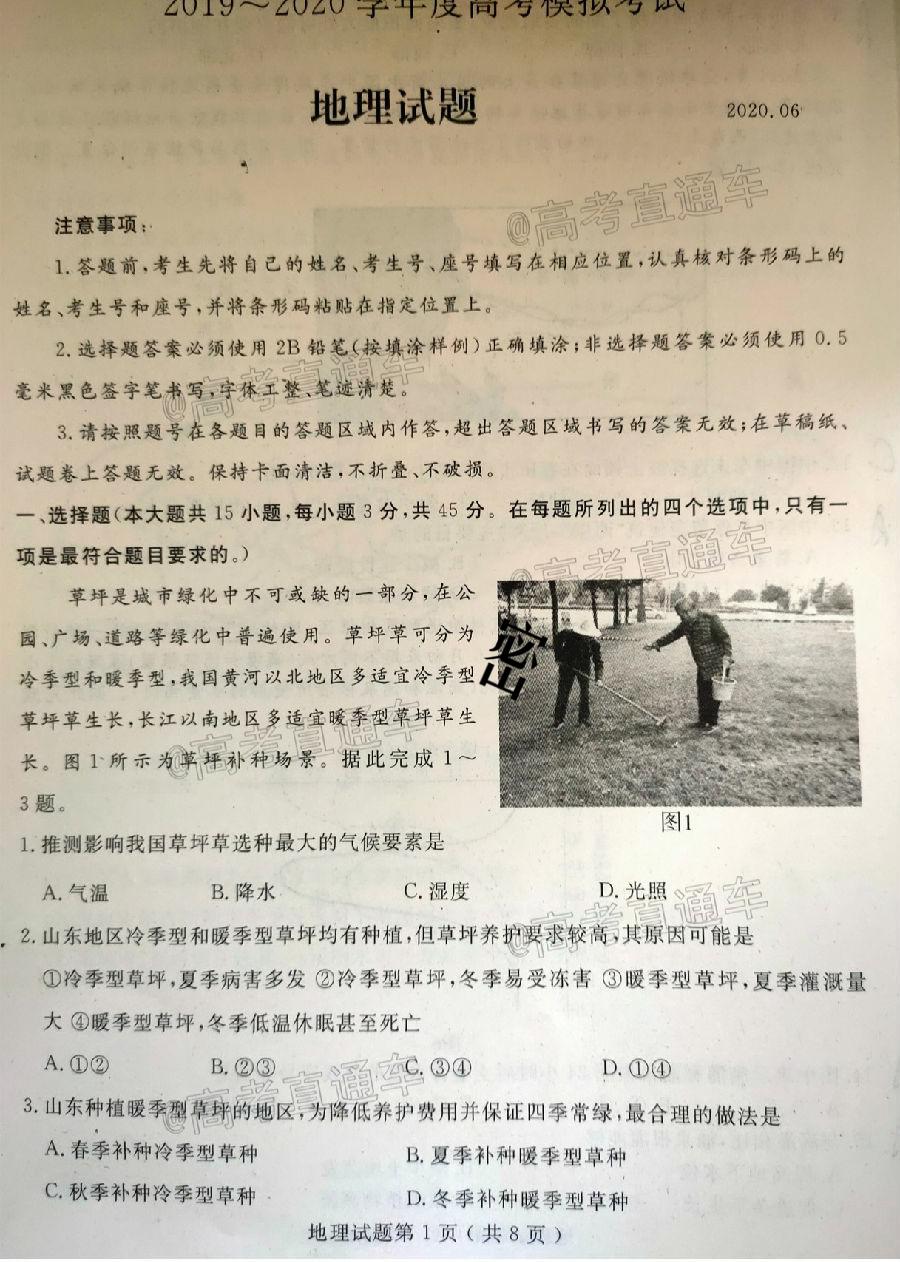 2019～2020学年度高考模拟考试
地理试题
2020.06
注意事项：
1.答题前,考生先将自己的姓名、考生号、座号填写在相应位置,认真核对条形码上的
姓名、考生号和座号,并将条形码粘贴在指定位置上。
2.选择题答案必须使用2B铅笔(按填涂样例)正确填涂;非选择题答案必须使用0.5
毫米黑色签字笔书写,字体工整、笔迹清楚。
3.请按照题号在各题目的答题区域内作答,超出答题区域书写的答案无效;在草稿纸、
试题卷上答题无效。保持卡面清洁,不折叠、不破损。
一、选择题(本大题共15小题,每小题3分,共45分。在每题所列出的四个选项中,只有一
项是最符合题目要求的。)
草坪是城市绿化中不可或缺的一部分,在公
园、广场、道路等绿化中普遍使用。草坪草可分为
冷季型和暖季型,我国黄河以北地区多适宜冷季型
草坪草生长,长江以南地区多适宜暖季型草坪草生
长。图1所示为草坪补种场景。据此完成1～
3题。
密
图1
1.推测影响我国草坪草选种最大的气候要素是
A.气温 B.降水 C.湿度 D.光照
2.山东地区冷季型和暖季型草坪均有种植,但草坪养护要求较高,其原因可能是
①冷季型草坪,夏季病害多发 ②冷季型草坪,冬季易受冻害 ③暖季型草坪,夏季灌溉量
大 ④暖季型草坪,冬季低温休眠甚至死亡
A.①② B.②③ C.③④ D.①④
3.山东种植暖季型草坪的地区,为降低养护费用并保证四季常绿,最合理的做法是
A.春季补种冷季型草种 B.夏季补种暖季型草种
C.秋季补种冷季型草种 D.冬季补种暖季型草种
地理试题第1页(共8页)
@高考直通车
@高考直通车
@高考直通车
@高考直通车
@高考直通车
@高考直通车